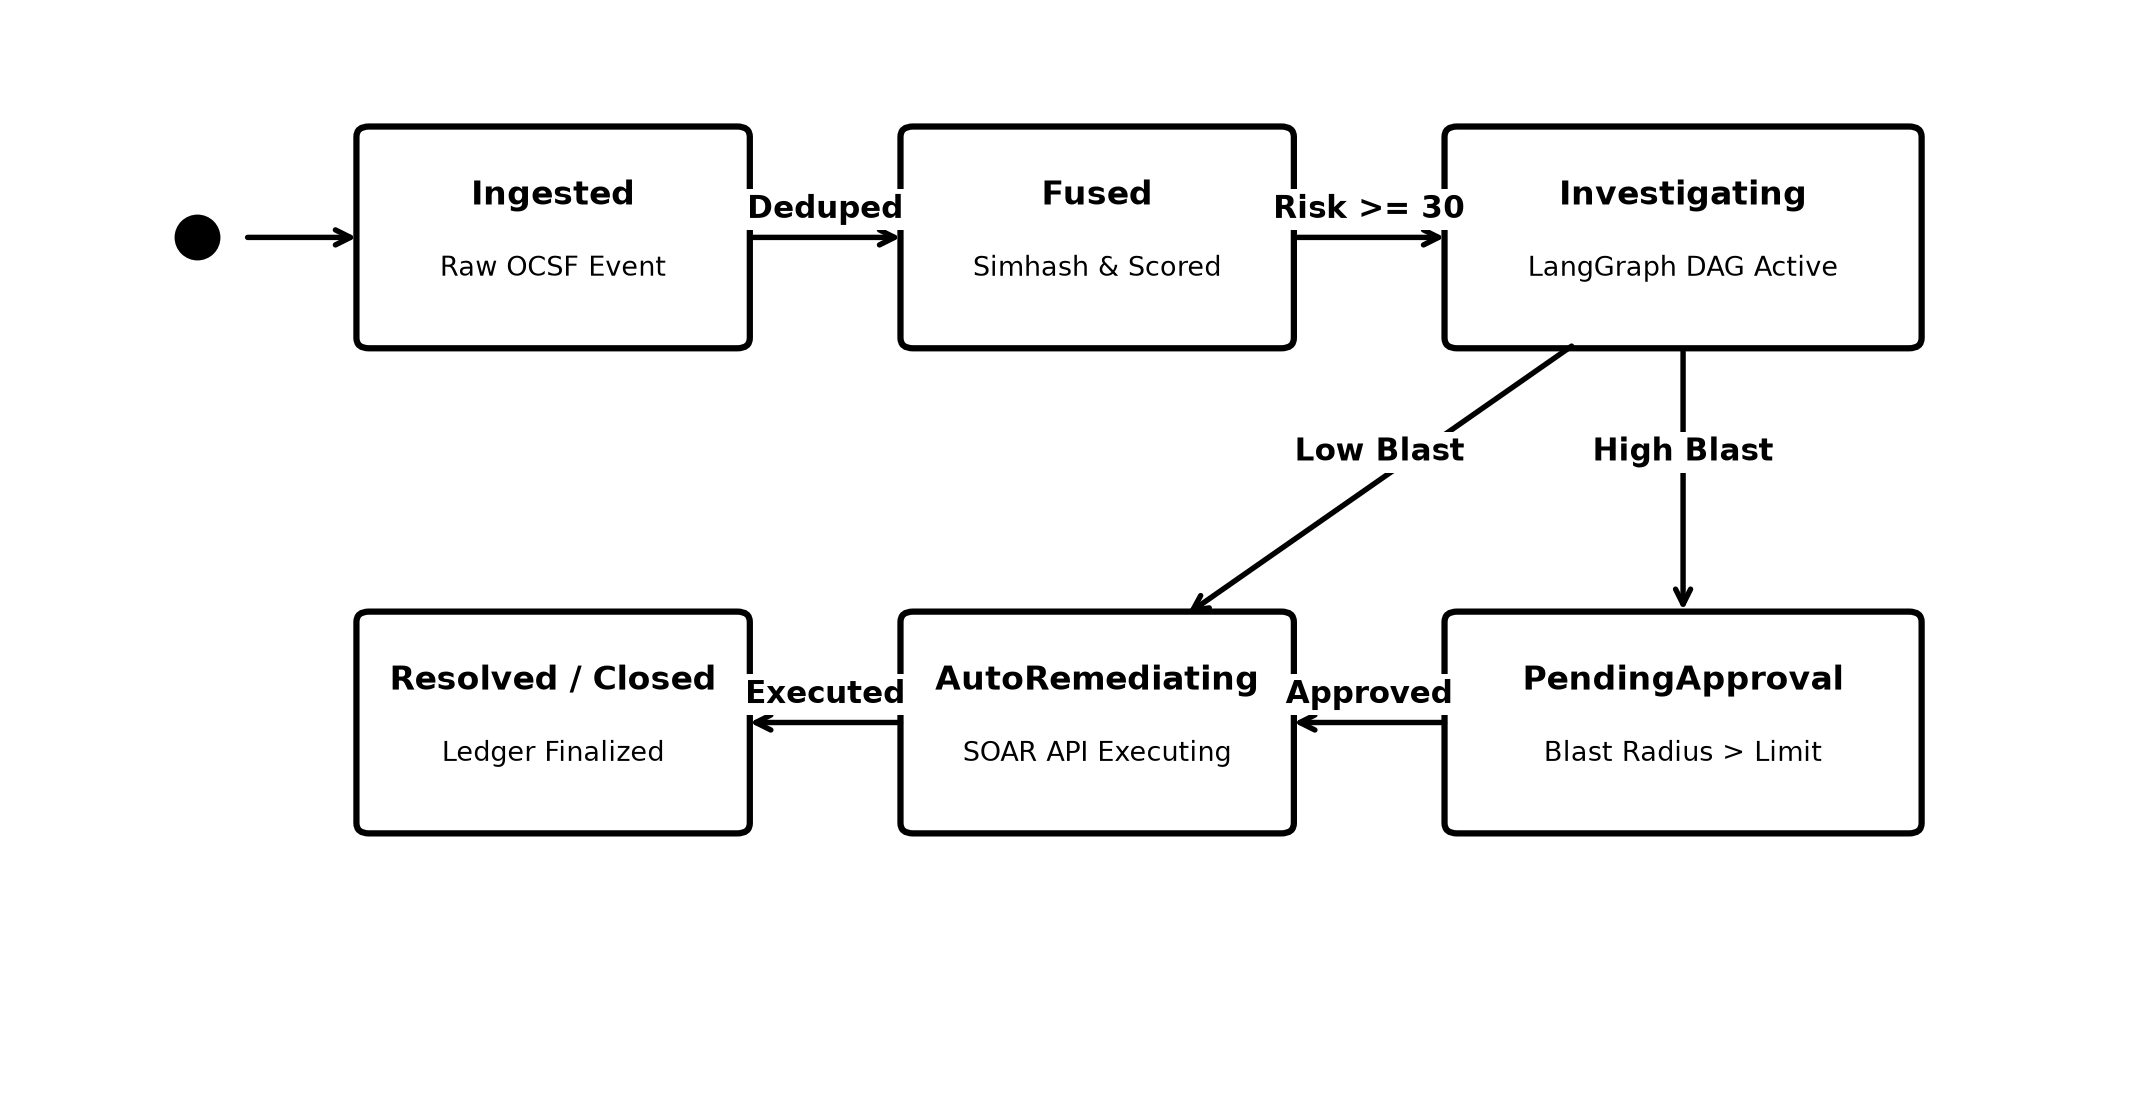 Ingested
Raw OCSF Event
Deduped
Fused
Simhash & Scored
Risk >= 30
Investigating
LangGraph DAG Active
Low Blast
High Blast
Resolved / Closed
Ledger Finalized
Executed
AutoRemediating
SOAR API Executing
Approved
PendingApproval
Blast Radius > Limit